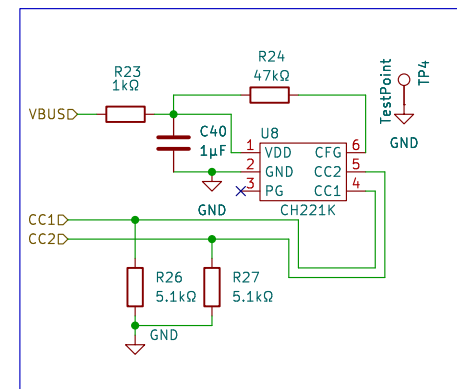 R23
1kΩ
R24
47kΩ
TestPoint
TP4
GND
VBUS
C40
1µF
U8
1 VDD CFG 6
2 GND CC2 5
3 PG CC1 4
CH221K
GND
CC1
CC2
R26
5.1kΩ
R27
5.1kΩ
GND